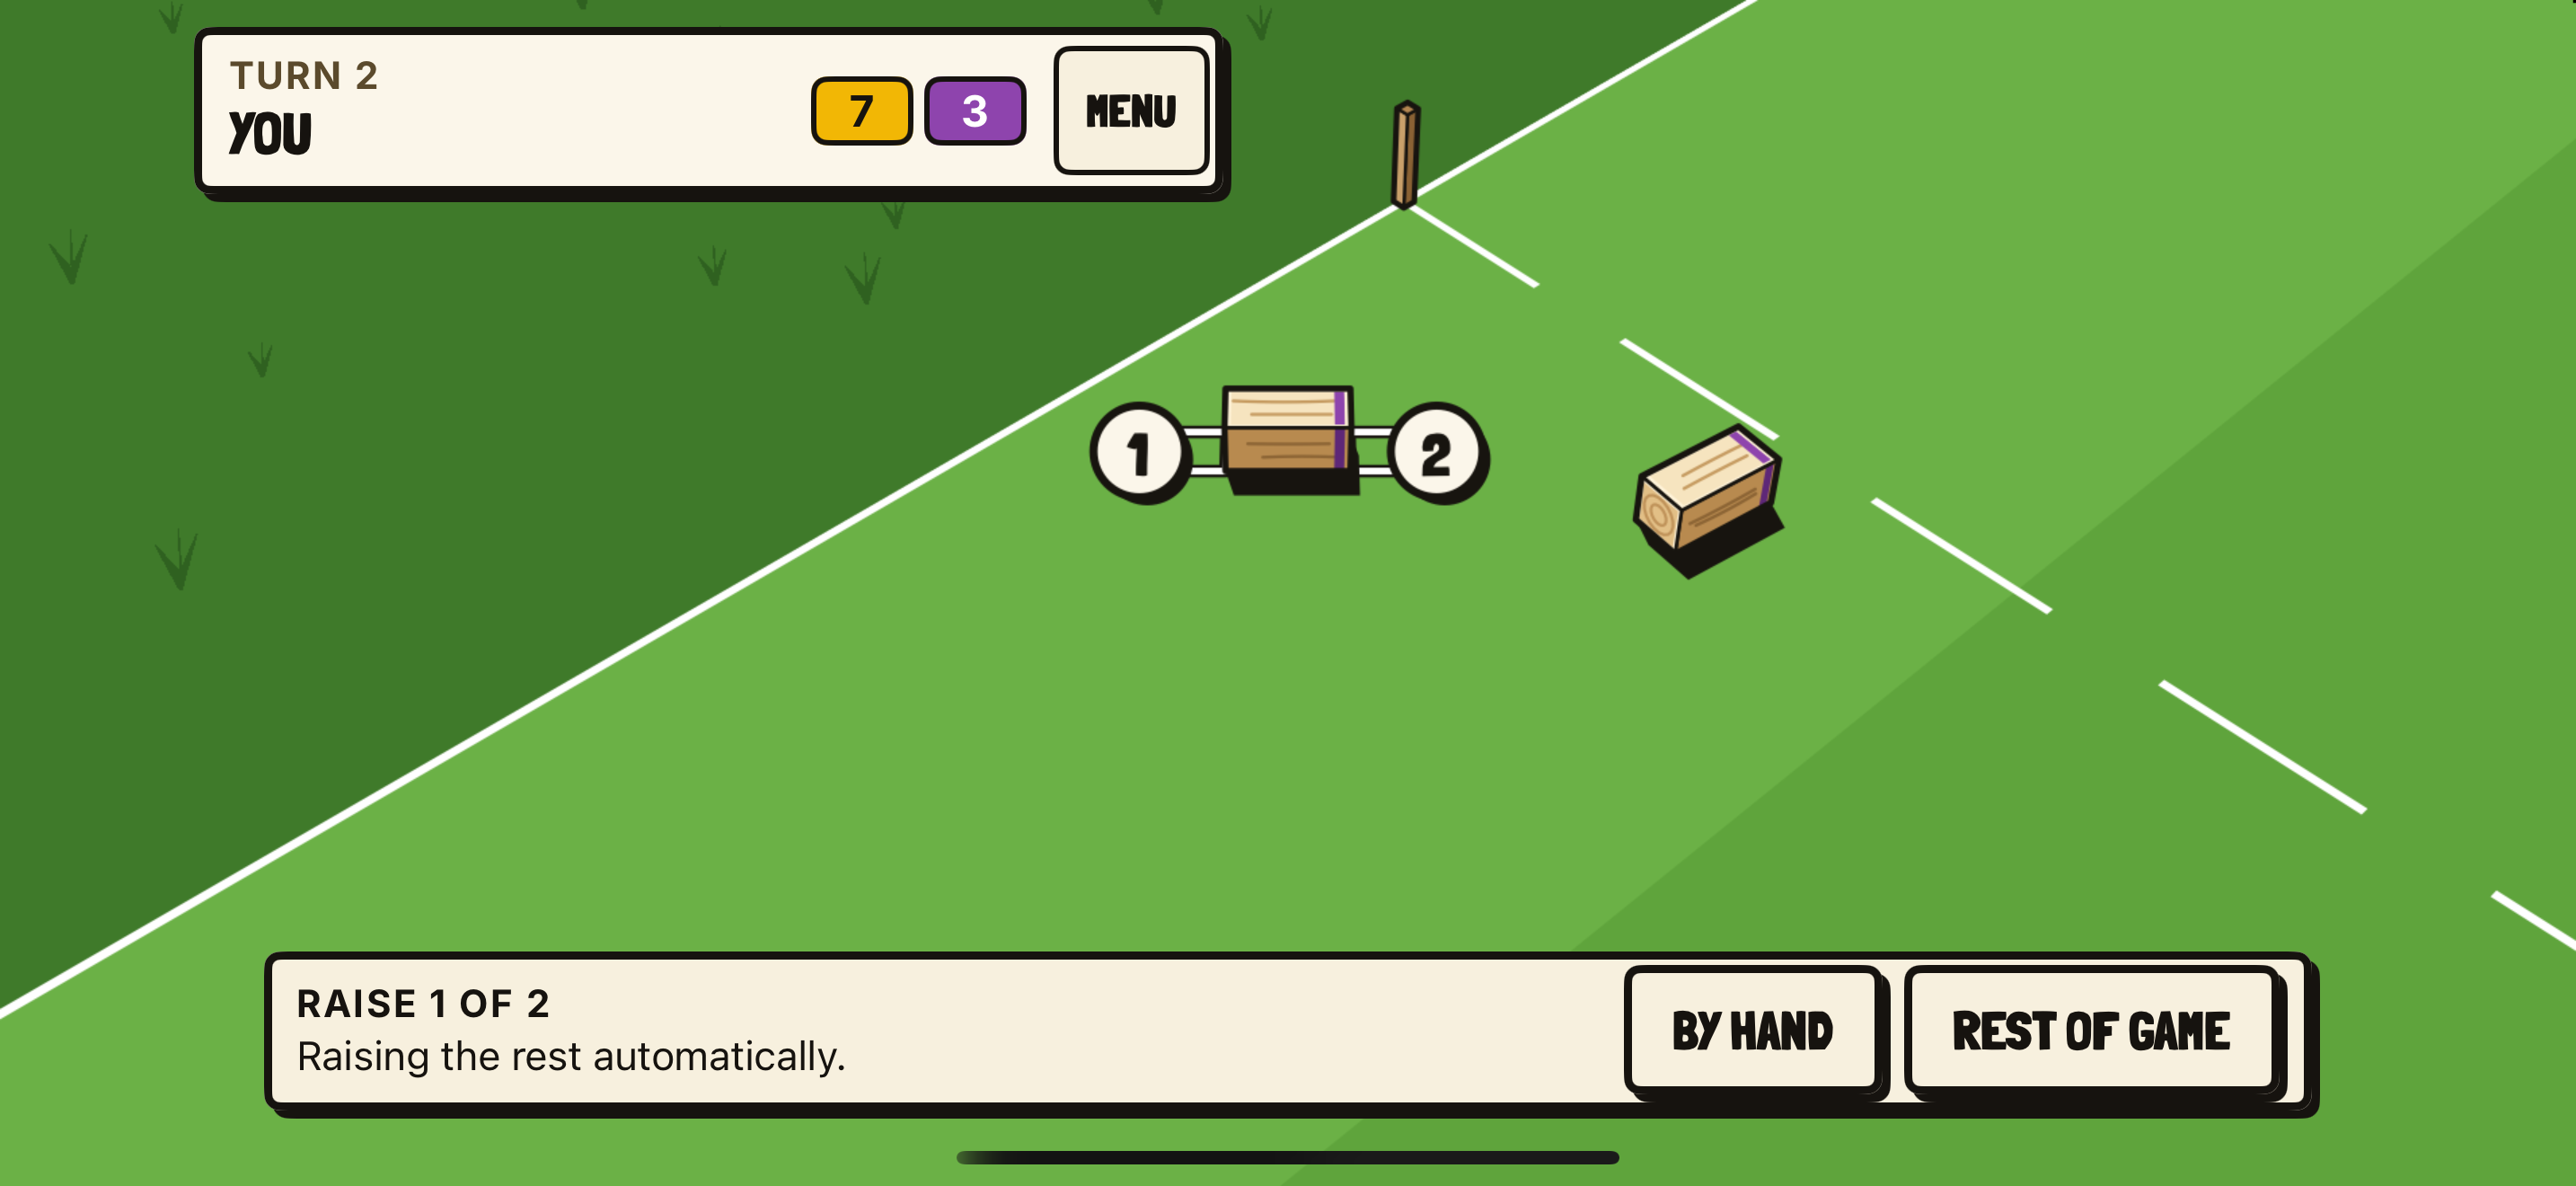 TURN 2
YOU
7
3
MENU
1
2
RAISE 1 OF 2
Raising the rest automatically.
BY HAND
REST OF GAME